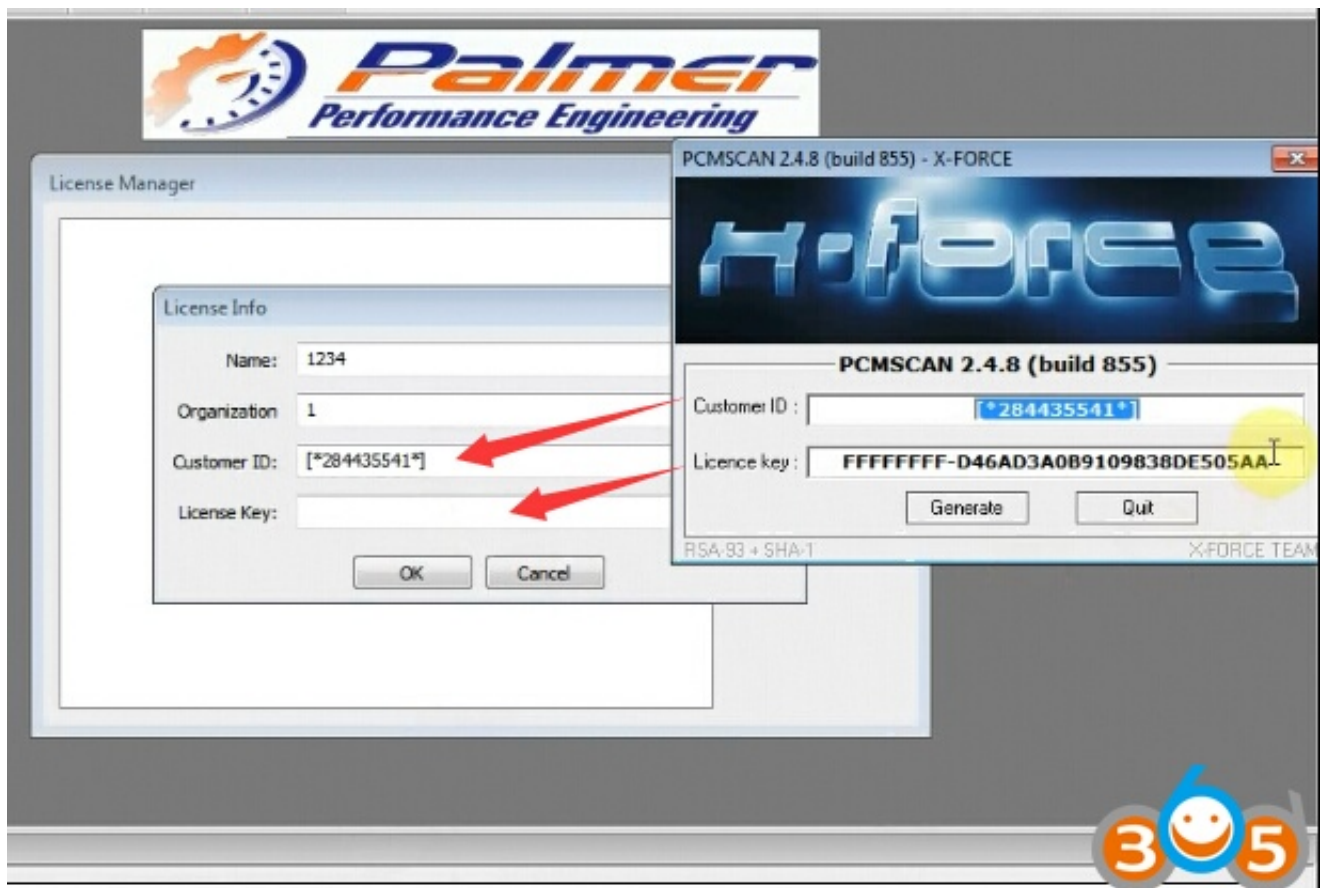 Palmer
Performance Engineering
License Manager
License Info
Name: 1234
Organization 1
Customer ID: [*284435541*]
License Key:
OK Cancel
PCMSCAN 2.4.8 (build 855) - X-FORCE
X-force
PCMSCAN 2.4.8 (build 855)
Customer ID : [*284435541*]
Licence key : FFFFFFFF-D46AD3A0B9109838DE505AA-
Generate Quit
RSA-93 + SHA-1 X-FORCE TEAM
365d